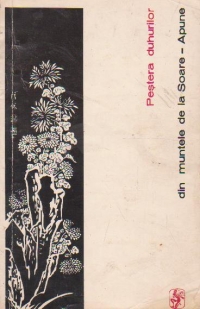 Peștera duhurilor
din muntele de la Soare – Apune